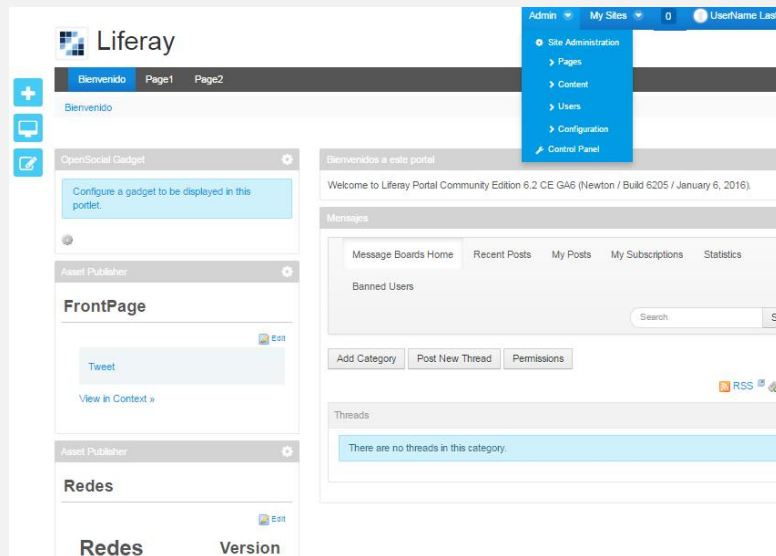 Admin My Sites 0 UserName Las
Liferay
Site Administration
Pages
Content
Users
Configuration
Control Panel
Bienvenido Page1 Page2
Bienvenido
OpenSocial Gadget
Configure a gadget to be displayed in this
portlet.
Asset Publisher
FrontPage
Edit
Tweet
View in Context »
Asset Publisher
Redes
Edit
Redes Version
Bienvenidos a este portal
Welcome to Liferay Portal Community Edition 6.2 CE GA6 (Newton / Build 6205 / January 6, 2016).
Mensajes
Message Boards Home Recent Posts My Posts My Subscriptions Statistics
Banned Users
Search S
Add Category Post New Thread Permissions
RSS
Threads
There are no threads in this category.